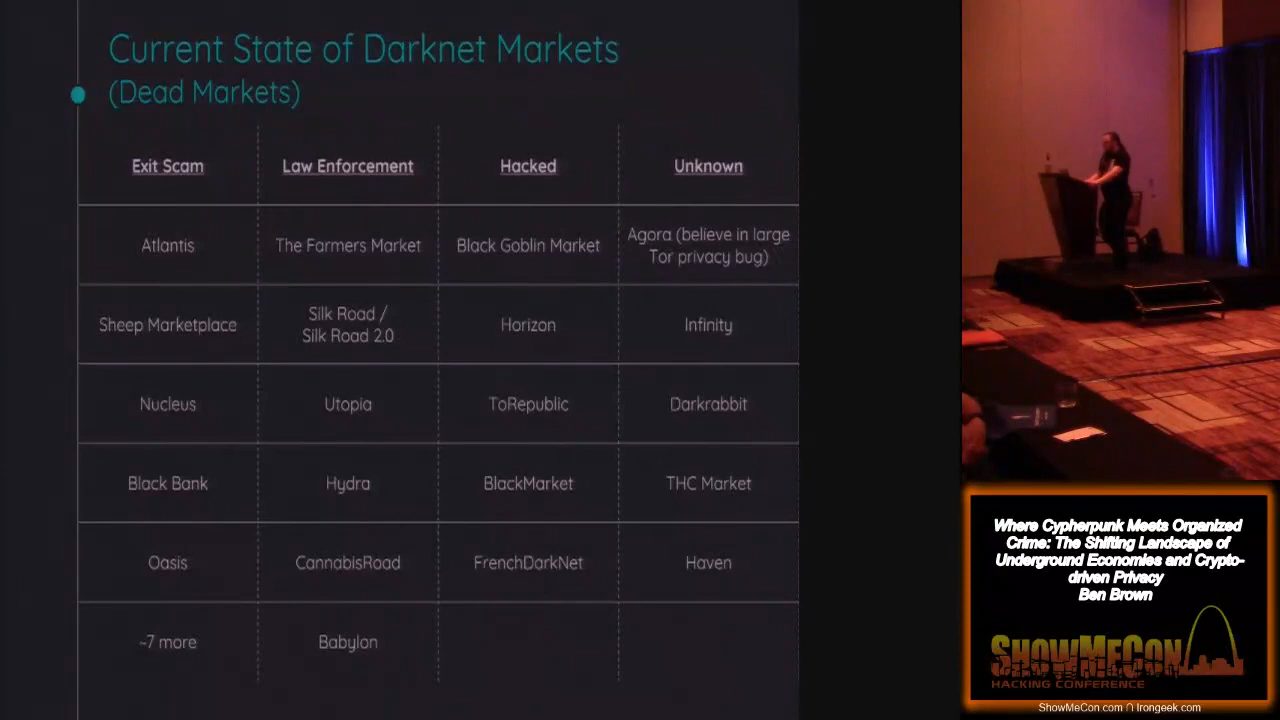 Current State of Darknet Markets
(Dead Markets)
Exit Scam Law Enforcement Hacked Unknown
Atlantis The Farmers Market Black Goblin Market Agora (believe in large
Tor privacy bug)
Sheep Marketplace Silk Road /
Silk Road 2.0 Horizon Infinity
Nucleus Utopia ToRepublic Darkrabbit
Black Bank Hydra BlackMarket THC Market
Oasis CannabisRoad FrenchDarkNet Haven
~7 more Babylon
Where Cypherpunk Meets Organized
Crime: The Shifting Landscape of
Underground Economies and Crypto-
driven Privacy
Ben Brown
SHOWMECON
HACKING CONFERENCE
ShowMeCon.com ∩ Irongeek.com